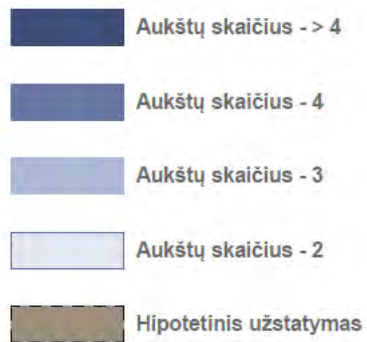 Aukštų skaičius - > 4
Aukštų skaičius - 4
Aukštų skaičius - 3
Aukštų skaičius - 2
Hipotetinis užstatymas